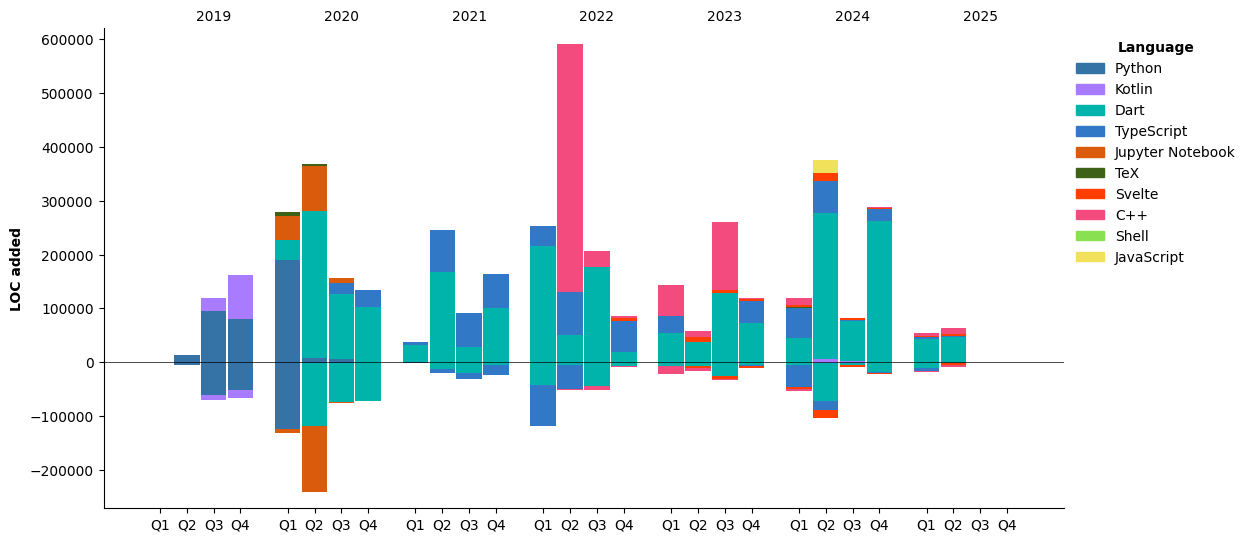 2019 2020 2021 2022 2023 2024 2025
LOC added
600000
500000
400000
300000
200000
100000
0
−100000
−200000
Q1 Q2 Q3 Q4 Q1 Q2 Q3 Q4 Q1 Q2 Q3 Q4 Q1 Q2 Q3 Q4 Q1 Q2 Q3 Q4 Q1 Q2 Q3 Q4 Q1 Q2 Q3 Q4
Language
Python
Kotlin
Dart
TypeScript
Jupyter Notebook
TeX
Svelte
C++
Shell
JavaScript